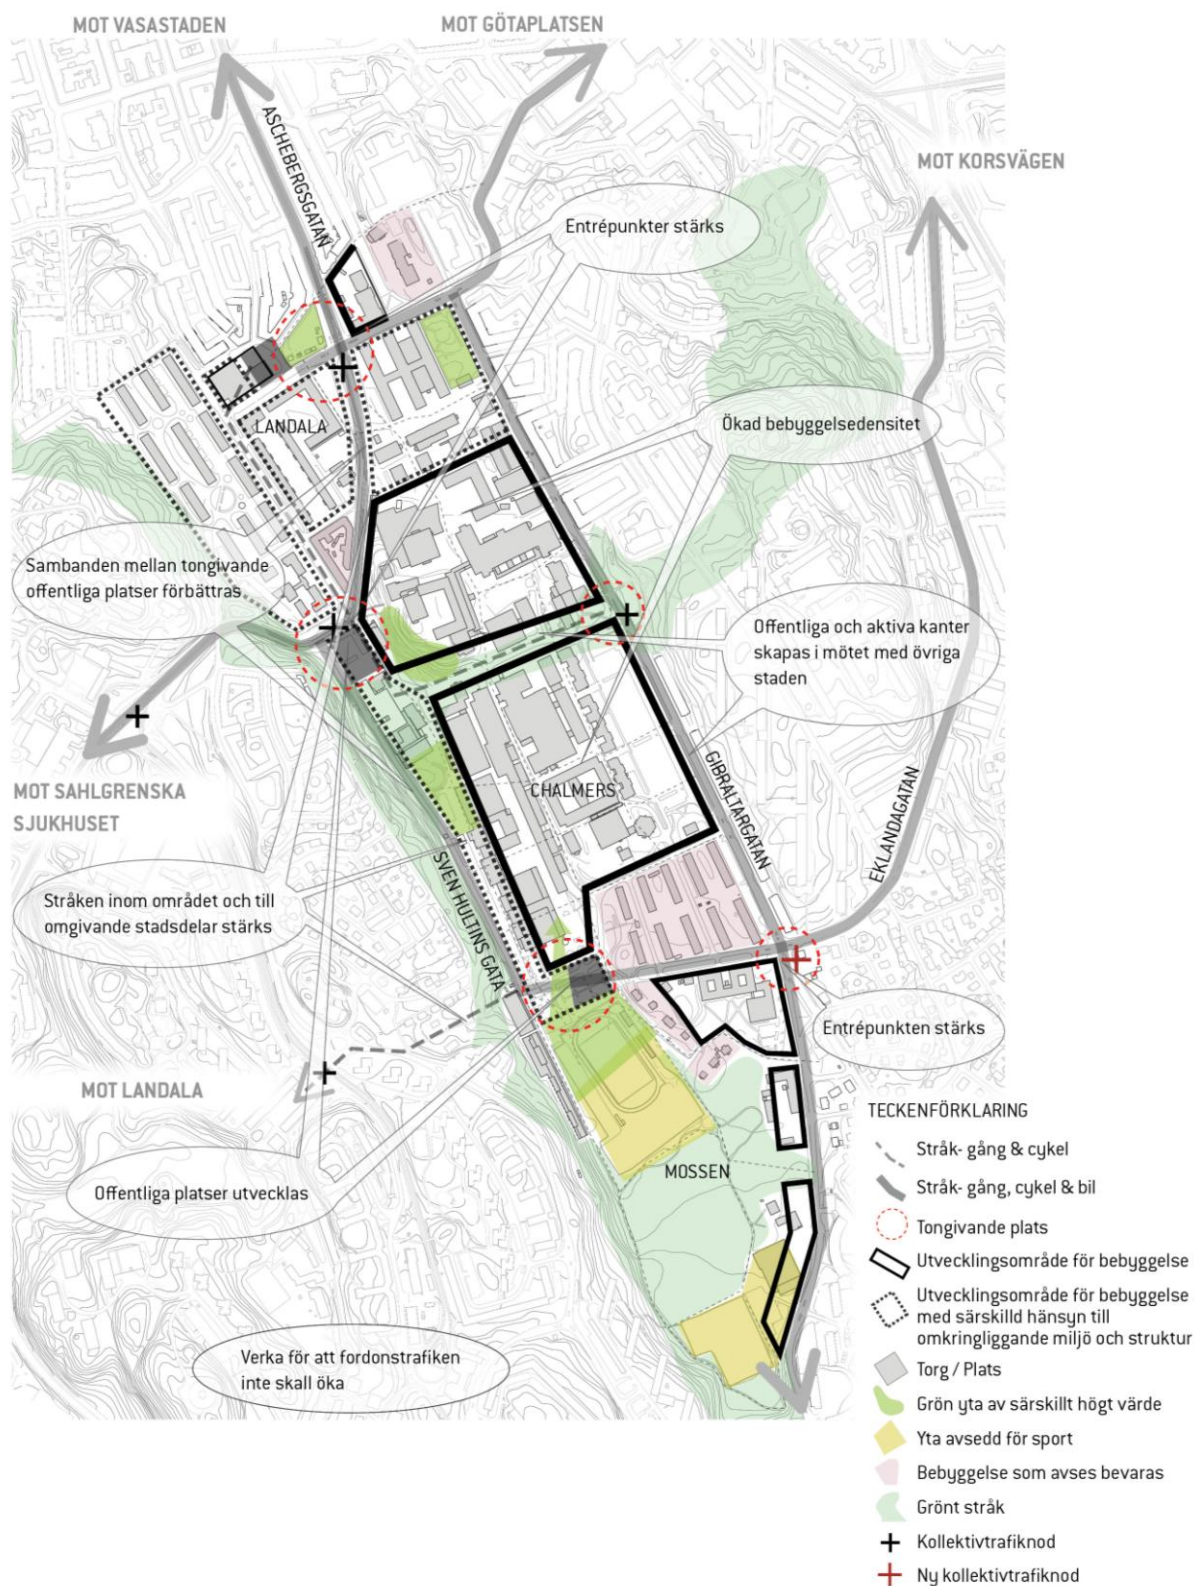 MOT VASASTADEN
MOT GÖTAPLATSEN
ASCHEBERGSGATAN
MOT KORSVÄGEN
Entrépunkter stärks
LANDALA
Ökad bebyggelsedensitet
Sambanden mellan tongivande
offentliga platser förbättras
Offentliga och aktiva kanter
skapas i mötet med övriga
staden
MOT SAHLGRENSKA
SJUKHUSET
CHALMERS
GIBRALTARGATAN
EKLANDAGATAN
SVEN HULTINS GATA
Stråken inom området och till
omgivande stadsdelar stärks
Entrépunkten stärks
MOT LANDALA
MOSSEN
Offentliga platser utvecklas
Verka för att fordonstrafiken
inte skall öka
TECKENFÖRKLARING
Stråk- gång & cykel
Stråk- gång, cykel & bil
Tongivande plats
Utvecklingsområde för bebyggelse
Utvecklingsområde för bebyggelse
med särskilld hänsyn till
omkringliggande miljö och struktur
Torg / Plats
Grön yta av särskillt högt värde
Yta avsedd för sport
Bebyggelse som avses bevaras
Grönt stråk
Kollektivtrafiknod
Ny kollektivtrafiknod